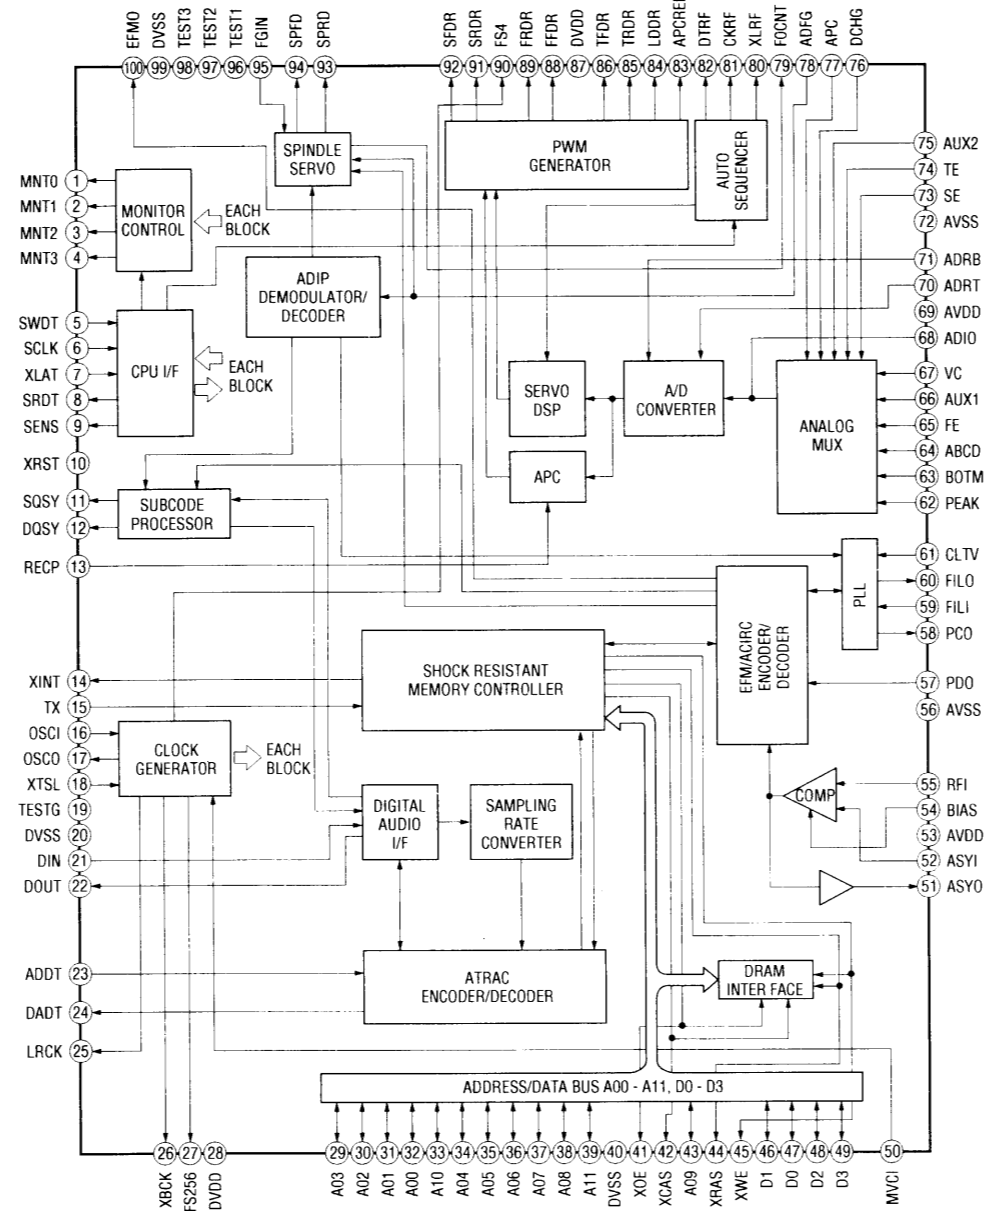 EFMO
DVSS
TEST3
TEST2
TEST1
FGIN
SPFD
SPRD
SFDR
SRDR
FS4
FRDR
FFDR
DVDD
TFDR
TRDR
LDDR
APCREF
DTRF
CKRF
XLRF
F0CNT
ADFG
APC
DCHG
100 99 98 97 96 95 94 93 92 91 90 89 88 87 86 85 84 83 82 81 80 79 78 77 76
MNT0 1
MNT1 2
MNT2 3
MNT3 4
SWDT 5
SCLK 6
XLAT 7
SRDT 8
SENS 9
XRST 10
SQSY 11
DQSY 12
RECP 13
XINT 14
TX 15
OSCI 16
OSCO 17
XTSL 18
TESTG 19
DVSS 20
DIN 21
DOUT 22
ADDT 23
DADT 24
LRCK 25
SPINDLE
SERVO
PWM
GENERATOR
AUTO
SEQUENCER
MONITOR
CONTROL
EACH
BLOCK
ADIP
DEMODULATOR/
DECODER
CPU I/F
EACH
BLOCK
SERVO
DSP
A/D
CONVERTER
ANALOG
MUX
APC
SUBCODE
PROCESSOR
PLL
EFM/ACIRC
ENCODER/
DECODER
SHOCK RESISTANT
MEMORY CONTROLLER
CLOCK
GENERATOR
EACH
BLOCK
COMP
DIGITAL
AUDIO
I/F
SAMPLING
RATE
CONVERTER
ATRAC
ENCODER/DECODER
DRAM
INTER FACE
ADDRESS/DATA BUS A00 - A11, D0 - D3
75 AUX2
74 TE
73 SE
72 AVSS
71 ADRB
70 ADRT
69 AVDD
68 ADIO
67 VC
66 AUX1
65 FE
64 ABCD
63 BOTM
62 PEAK
61 CLTV
60 FILO
59 FILI
58 PCO
57 PDO
56 AVSS
55 RFI
54 BIAS
53 AVDD
52 ASYI
51 ASYO
26 27 28 29 30 31 32 33 34 35 36 37 38 39 40 41 42 43 44 45 46 47 48 49 50
XBCK
FS256
DVDD
A03
A02
A01
A00
A10
A04
A05
A06
A07
A08
A11
DVSS
XOE
XCAS
A09
XRAS
XWE
D1
D0
D2
D3
MVCI